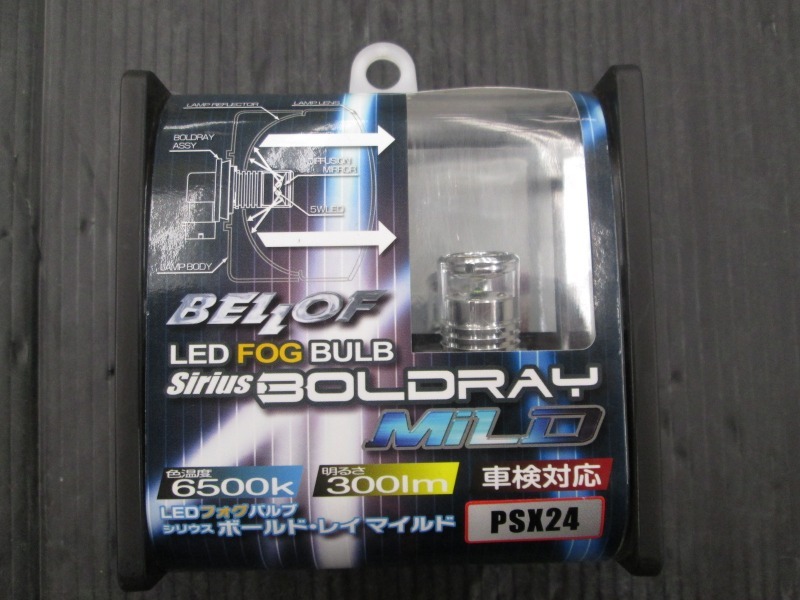 LAMP REFLECTOR
LAMP LENS
BOLDRAY
ASSY
DIFFUSION
MIRROR
5WLED
LAMP BODY
BELLOF
LED FOG BULB
Sirius BOLDRAY
MiLD
色温度
6500k
明るさ
300lm
車検対応
LEDフォグバルブ
シリウス ボールド・レイ マイルド
PSX24